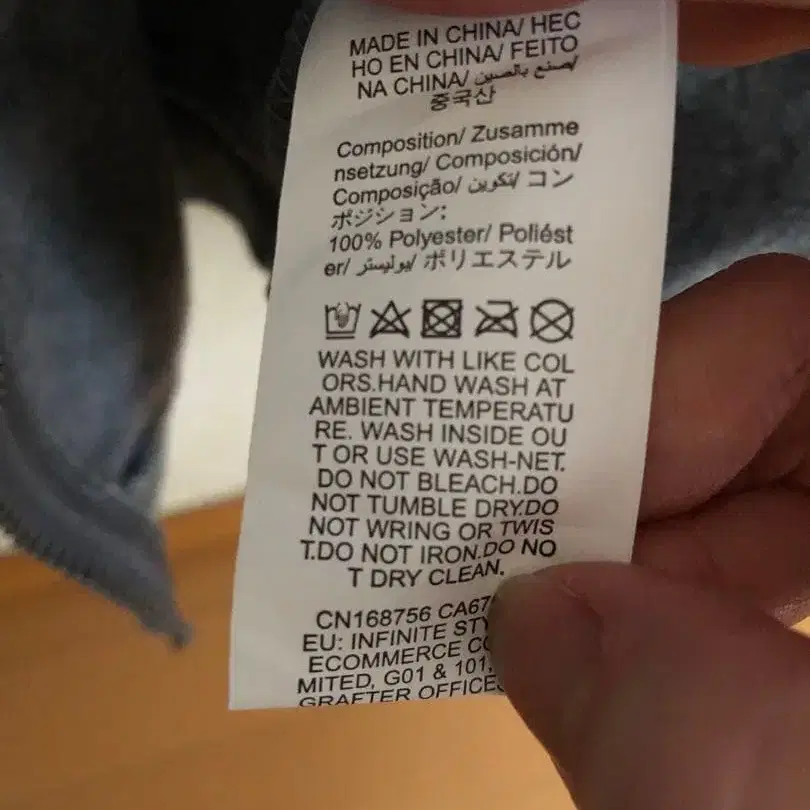 MADE IN CHINA/ HEC
HO EN CHINA/ FEITO
NA CHINA/ صنع بالصين/
중국산
Composition/ Zusamme
nsetzung/ Composición/
Composição/ تكوين/ コン
ポジション:
100% Polyester/ Poliést
er/ بوليستر/ ポリエステル
WASH WITH LIKE COL
ORS.HAND WASH AT
AMBIENT TEMPERATU
RE. WASH INSIDE OU
T OR USE WASH-NET.
DO NOT BLEACH.DO
NOT TUMBLE DRY.DO
NOT WRING OR TWIS
T.DO NOT IRON.DO NO
T DRY CLEAN.
CN168756
EU: INFINITE
ECOMMERCE
MITED, G01 & 101,
GRAFTER OFFICES